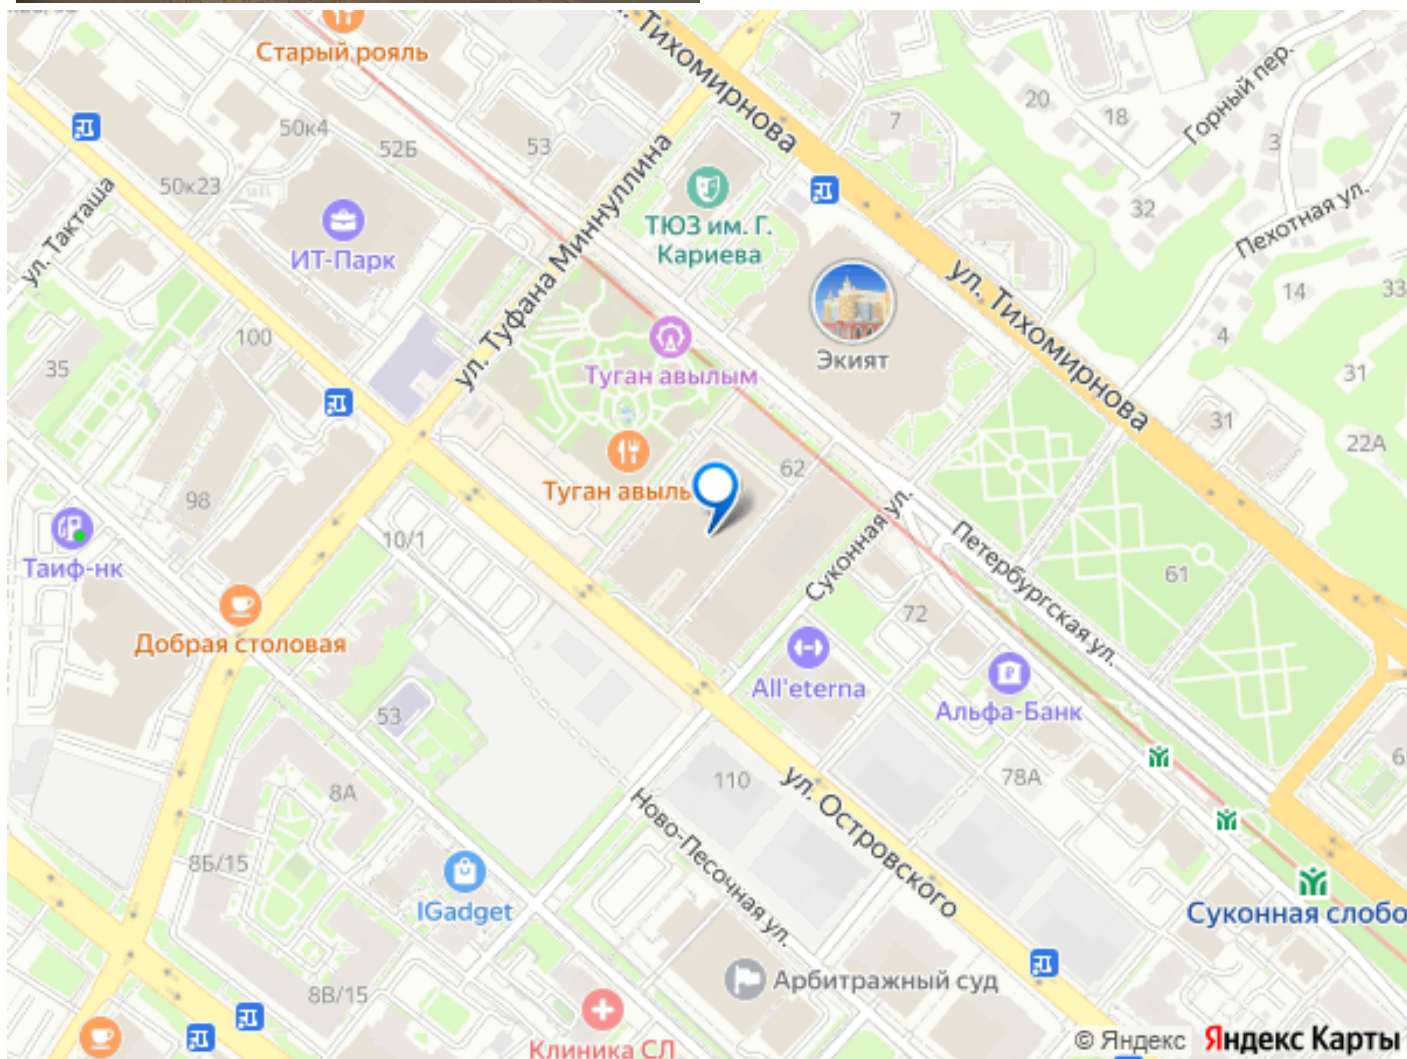 Старый рояль
ул. Тихомирнова
Горный пер.
20
18
7
3
50к4
52Б
53
50к23
ул. Такташа
ул. Туфана Миннуллина
ТЮЗ им. Г.
Кариева
32
Пехотная ул.
ИТ-Парк
ул. Тихомирнова
14
33
4
100
35
Экият
Туган авылым
31
31
22А
62
98
Туган авыль
Суконная ул.
10/1
Таиф-нк
Петербургская ул.
61
72
Добрая столовая
All'eterna
Альфа-Банк
53
110
78А
8А
ул. Островского
Ново-Песочная ул.
8Б/15
IGadget
Суконная слобо
Арбитражный суд
8В/15
Клиника СЛ
© Яндекс Яндекс Карты